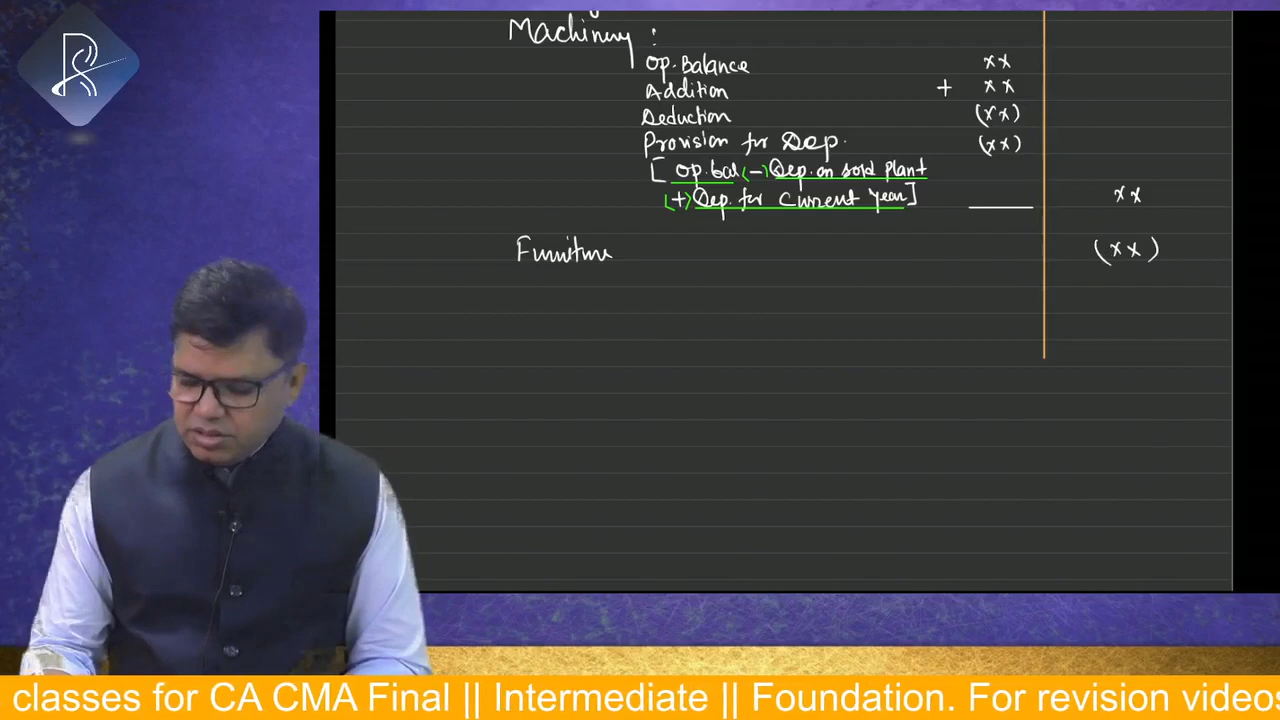 Machinery :
Op. Balance xx
Addition + xx
Deduction (xx)
Provision for Dep. (xx)
[ Op. bal (-) Dep. on sold plant
(+) Dep. for Current Year] xx
Furniture (xx)
classes for CA CMA Final || Intermediate || Foundation. For revision videos